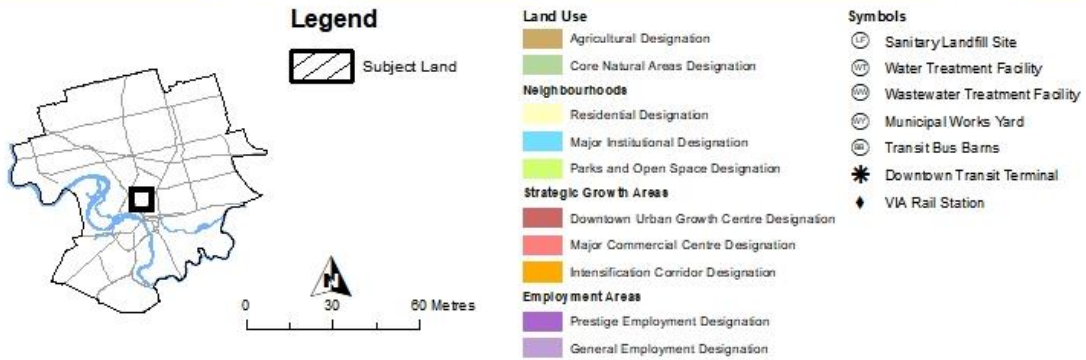 Legend
Subject Land
N
0 30 60 Metres
Land Use
Agricultural Designation
Core Natural Areas Designation
Neighbourhoods
Residential Designation
Major Institutional Designation
Parks and Open Space Designation
Strategic Growth Areas
Downtown Urban Growth Centre Designation
Major Commercial Centre Designation
Intensification Corridor Designation
Employment Areas
Prestige Employment Designation
General Employment Designation
Symbols
LF Sanitary Landfill Site
WT Water Treatment Facility
WW Wastewater Treatment Facility
WY Municipal Works Yard
BB Transit Bus Barns
Downtown Transit Terminal
VIA Rail Station